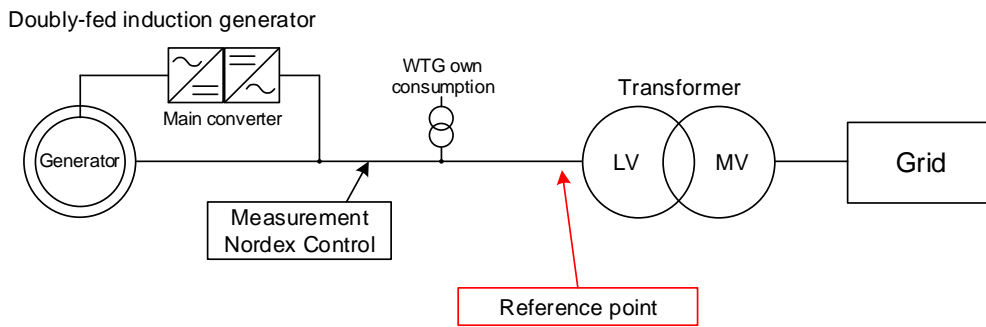 Doubly-fed induction generator
WTG own
consumption
Transformer
Main converter
Generator
LV
MV
Grid
Measurement
Nordex Control
Reference point